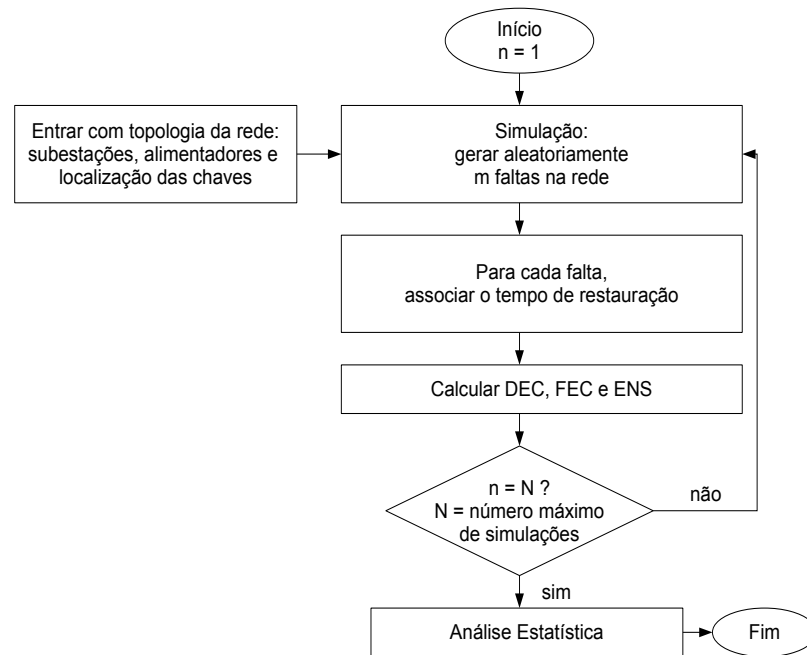 Início
n = 1
Entrar com topologia da rede:
subestações, alimentadores e
localização das chaves
Simulação:
gerar aleatoriamente
m faltas na rede
Para cada falta,
associar o tempo de restauração
Calcular DEC, FEC e ENS
n = N ?
N = número máximo
de simulações
não
sim
Análise Estatística
Fim